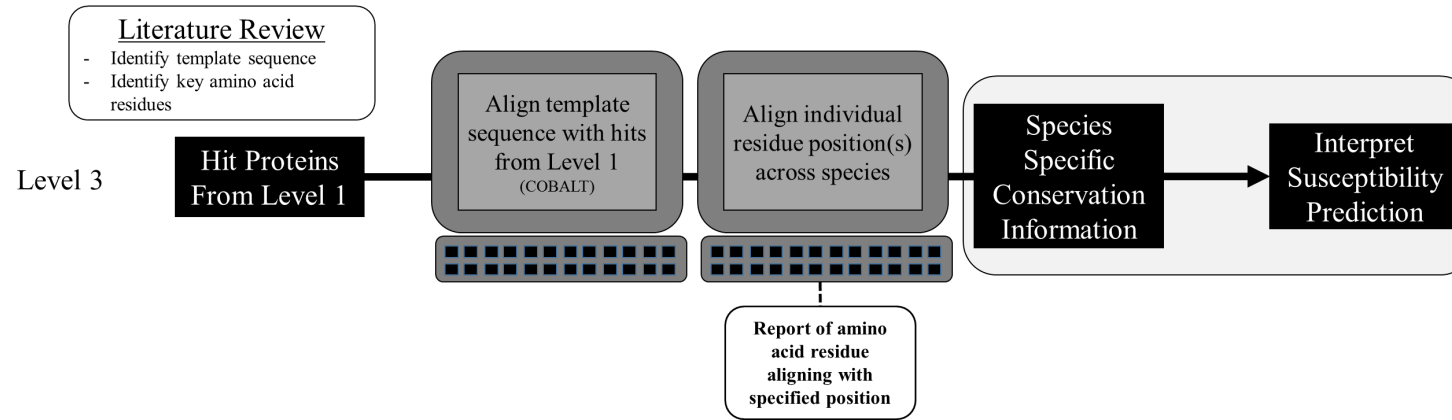 Literature Review
- Identify template sequence
- Identify key amino acid
residues
Level 3
Hit Proteins
From Level 1
Align template
sequence with hits
from Level 1
(COBALT)
Align individual
residue position(s)
across species
Species
Specific
Conservation
Information
Interpret
Susceptibility
Prediction
Report of amino
acid residue
aligning with
specified position